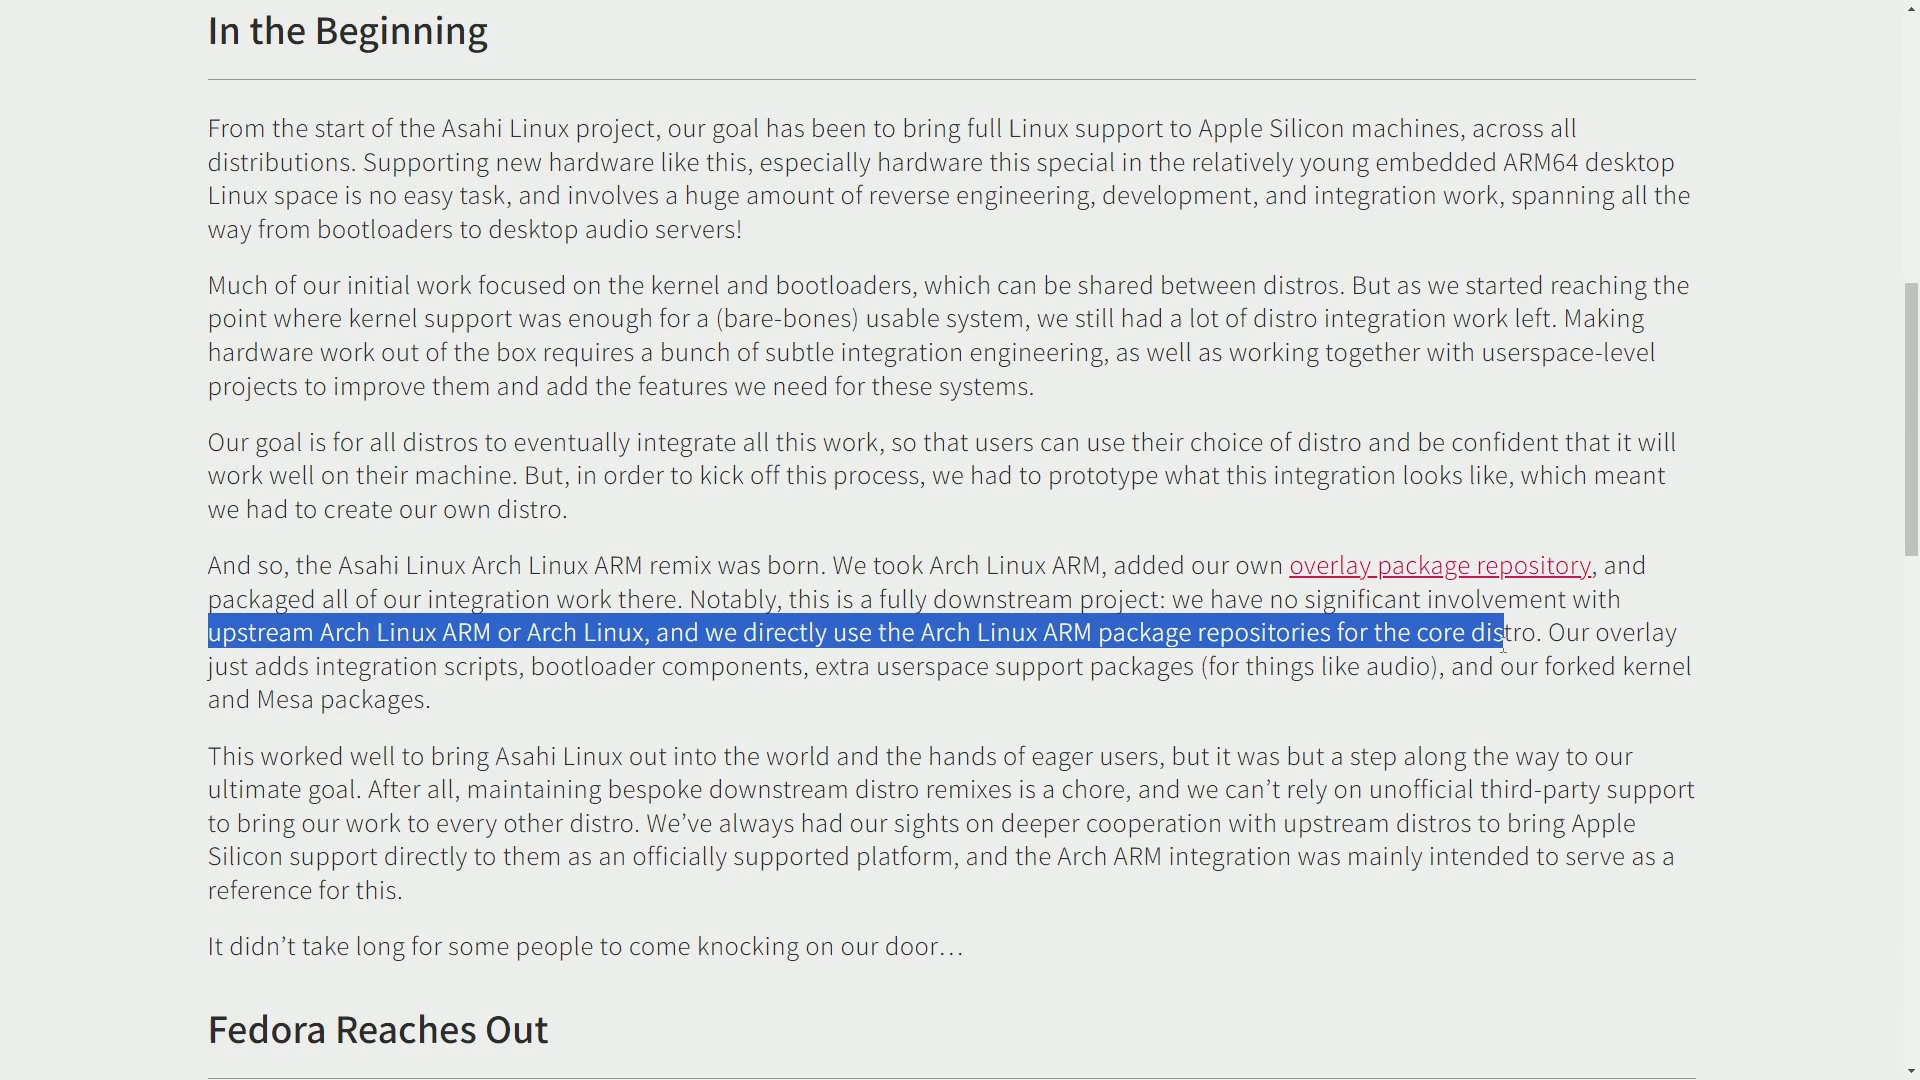 In the Beginning
From the start of the Asahi Linux project, our goal has been to bring full Linux support to Apple Silicon machines, across all
distributions. Supporting new hardware like this, especially hardware this special in the relatively young embedded ARM64 desktop
Linux space is no easy task, and involves a huge amount of reverse engineering, development, and integration work, spanning all the
way from bootloaders to desktop audio servers!
Much of our initial work focused on the kernel and bootloaders, which can be shared between distros. But as we started reaching the
point where kernel support was enough for a (bare-bones) usable system, we still had a lot of distro integration work left. Making
hardware work out of the box requires a bunch of subtle integration engineering, as well as working together with userspace-level
projects to improve them and add the features we need for these systems.
Our goal is for all distros to eventually integrate all this work, so that users can use their choice of distro and be confident that it will
work well on their machine. But, in order to kick off this process, we had to prototype what this integration looks like, which meant
we had to create our own distro.
And so, the Asahi Linux Arch Linux ARM remix was born. We took Arch Linux ARM, added our own overlay package repository, and
packaged all of our integration work there. Notably, this is a fully downstream project: we have no significant involvement with
upstream Arch Linux ARM or Arch Linux, and we directly use the Arch Linux ARM package repositories for the core distro. Our overlay
just adds integration scripts, bootloader components, extra userspace support packages (for things like audio), and our forked kernel
and Mesa packages.
This worked well to bring Asahi Linux out into the world and the hands of eager users, but it was but a step along the way to our
ultimate goal. After all, maintaining bespoke downstream distro remixes is a chore, and we can’t rely on unofficial third-party support
to bring our work to every other distro. We’ve always had our sights on deeper cooperation with upstream distros to bring Apple
Silicon support directly to them as an officially supported platform, and the Arch ARM integration was mainly intended to serve as a
reference for this.
It didn’t take long for some people to come knocking on our door…
Fedora Reaches Out